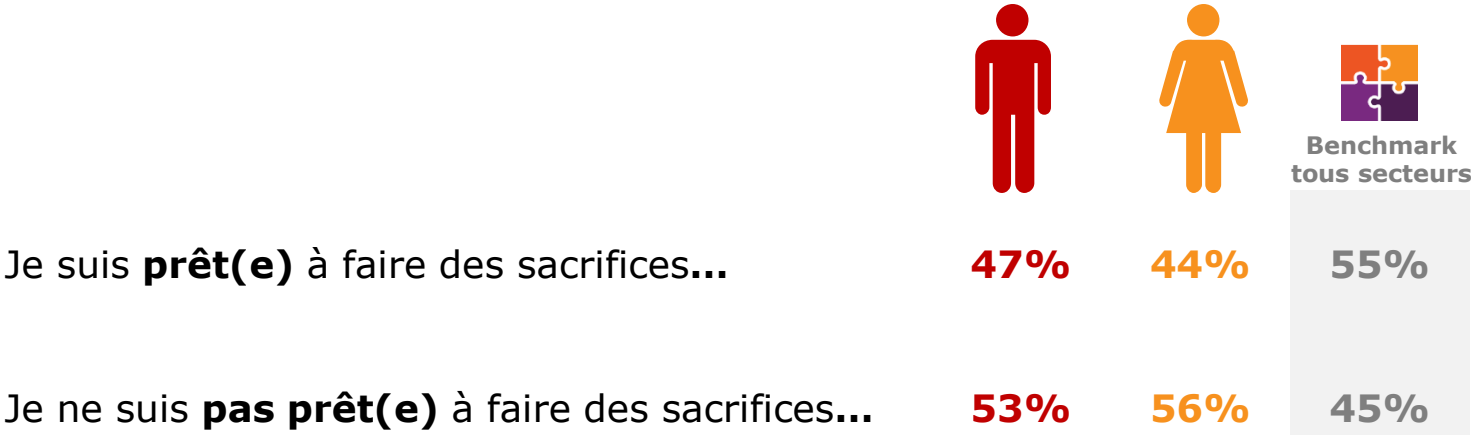 Benchmark
tous secteurs
Je suis prêt(e) à faire des sacrifices... 47% 44% 55%
Je ne suis pas prêt(e) à faire des sacrifices... 53% 56% 45%